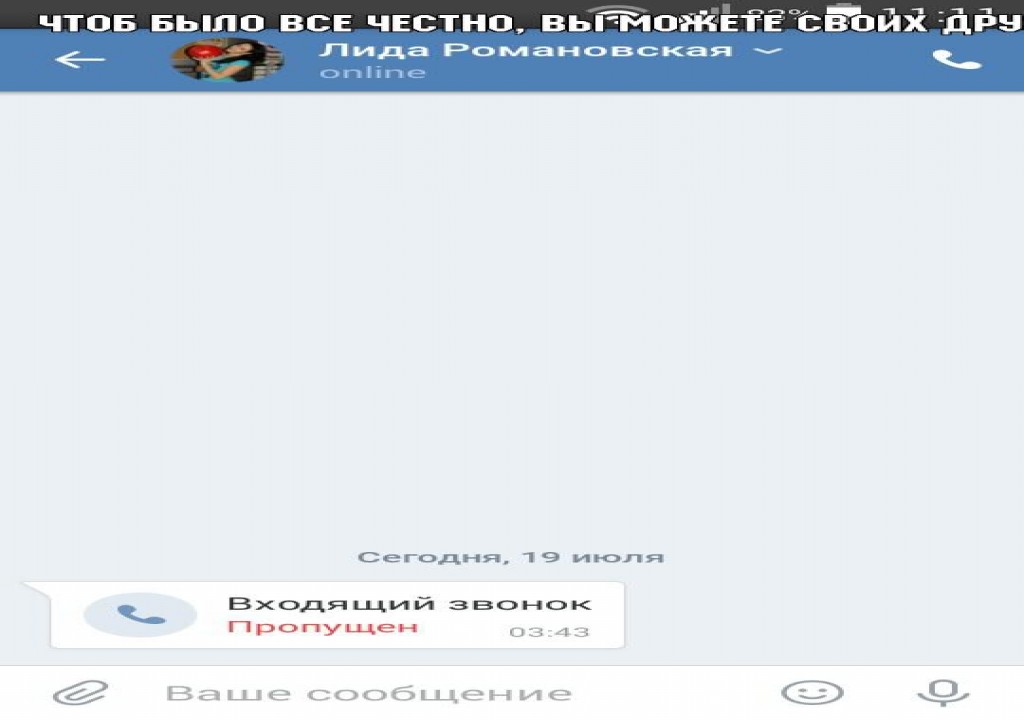 ЧТОБ БЫЛО ВСЕ ЧЕСТНО, ВЫ МОЖЕТЕ СВОИХ ДРУ
Лида Романовская
online
Сегодня, 19 июля
Входящий звонок
Пропущен 03:43
Ваше сообщение